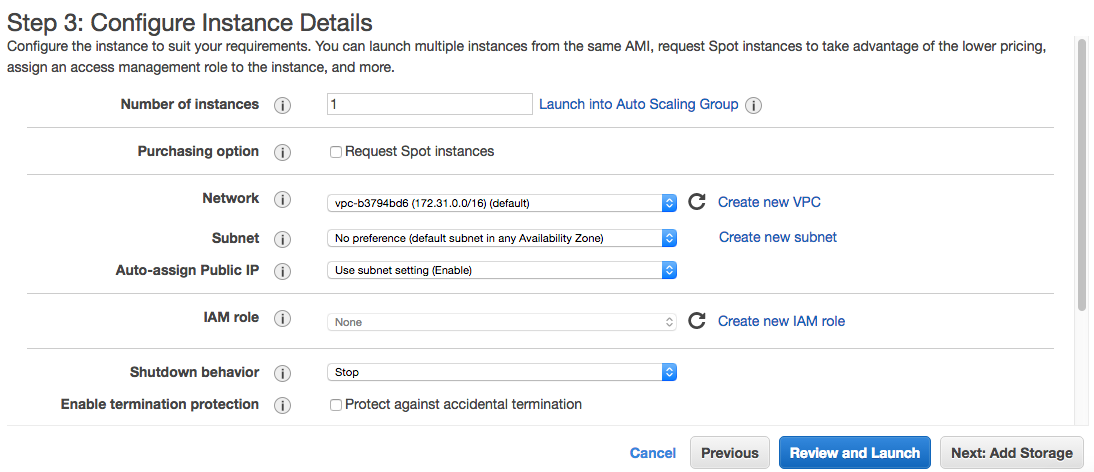 Step 3: Configure Instance Details
Configure the instance to suit your requirements. You can launch multiple instances from the same AMI, request Spot instances to take advantage of the lower pricing,
assign an access management role to the instance, and more.
Number of instances i 1 Launch into Auto Scaling Group i
Purchasing option i Request Spot instances
Network i vpc-b3794bd6 (172.31.0.0/16) (default) Create new VPC
Subnet i No preference (default subnet in any Availability Zone) Create new subnet
Auto-assign Public IP i Use subnet setting (Enable)
IAM role i None Create new IAM role
Shutdown behavior i Stop
Enable termination protection i Protect against accidental termination
Cancel Previous Review and Launch Next: Add Storage